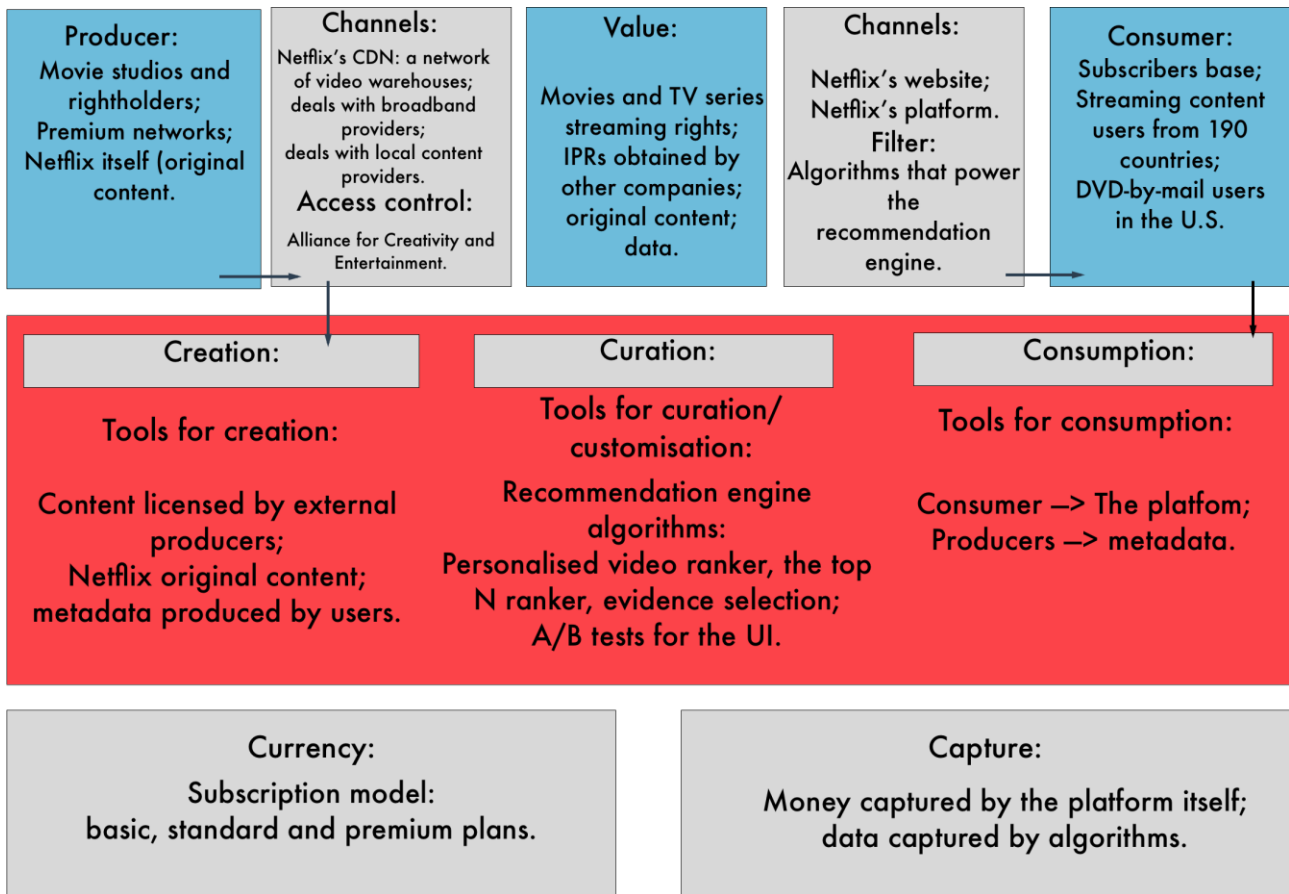 Producer:
Movie studios and
rightholders;
Premium networks;
Netflix itself (original
content.
Channels:
Netflix's CDN: a network
of video warhouses;
deals with broadband
providers;
deals with local content
providers.
Access control:
Alliance for Creativity and
Entertainment.
Value:
Movies and TV series
streaming rights;
IPRs obtained by
other companies;
original content;
data.
Channels:
Netflix's website;
Netflix's platform.
Filter:
Algorithms that power
the
recommendation
engine.
Consumer:
Subscribers base;
Streaming content
users from 190
countries;
DVD-by-mail users
in the U.S.
Creation:
Tools for creation:
Content licensed by external
producers;
Netflix original content;
metadata produced by users.
Curation:
Tools for curation/
customisation:
Recommendation engine
algorithms:
Personalised video ranker, the top
N ranker, evidence selection;
A/B tests for the UI.
Consumption:
Tools for consumption:
Consumer —> The platfom;
Producers —> metadata.
Currency:
Subscription model:
basic, standard and premium plans.
Capture:
Money captured by the platform itself;
data captured by algorithms.